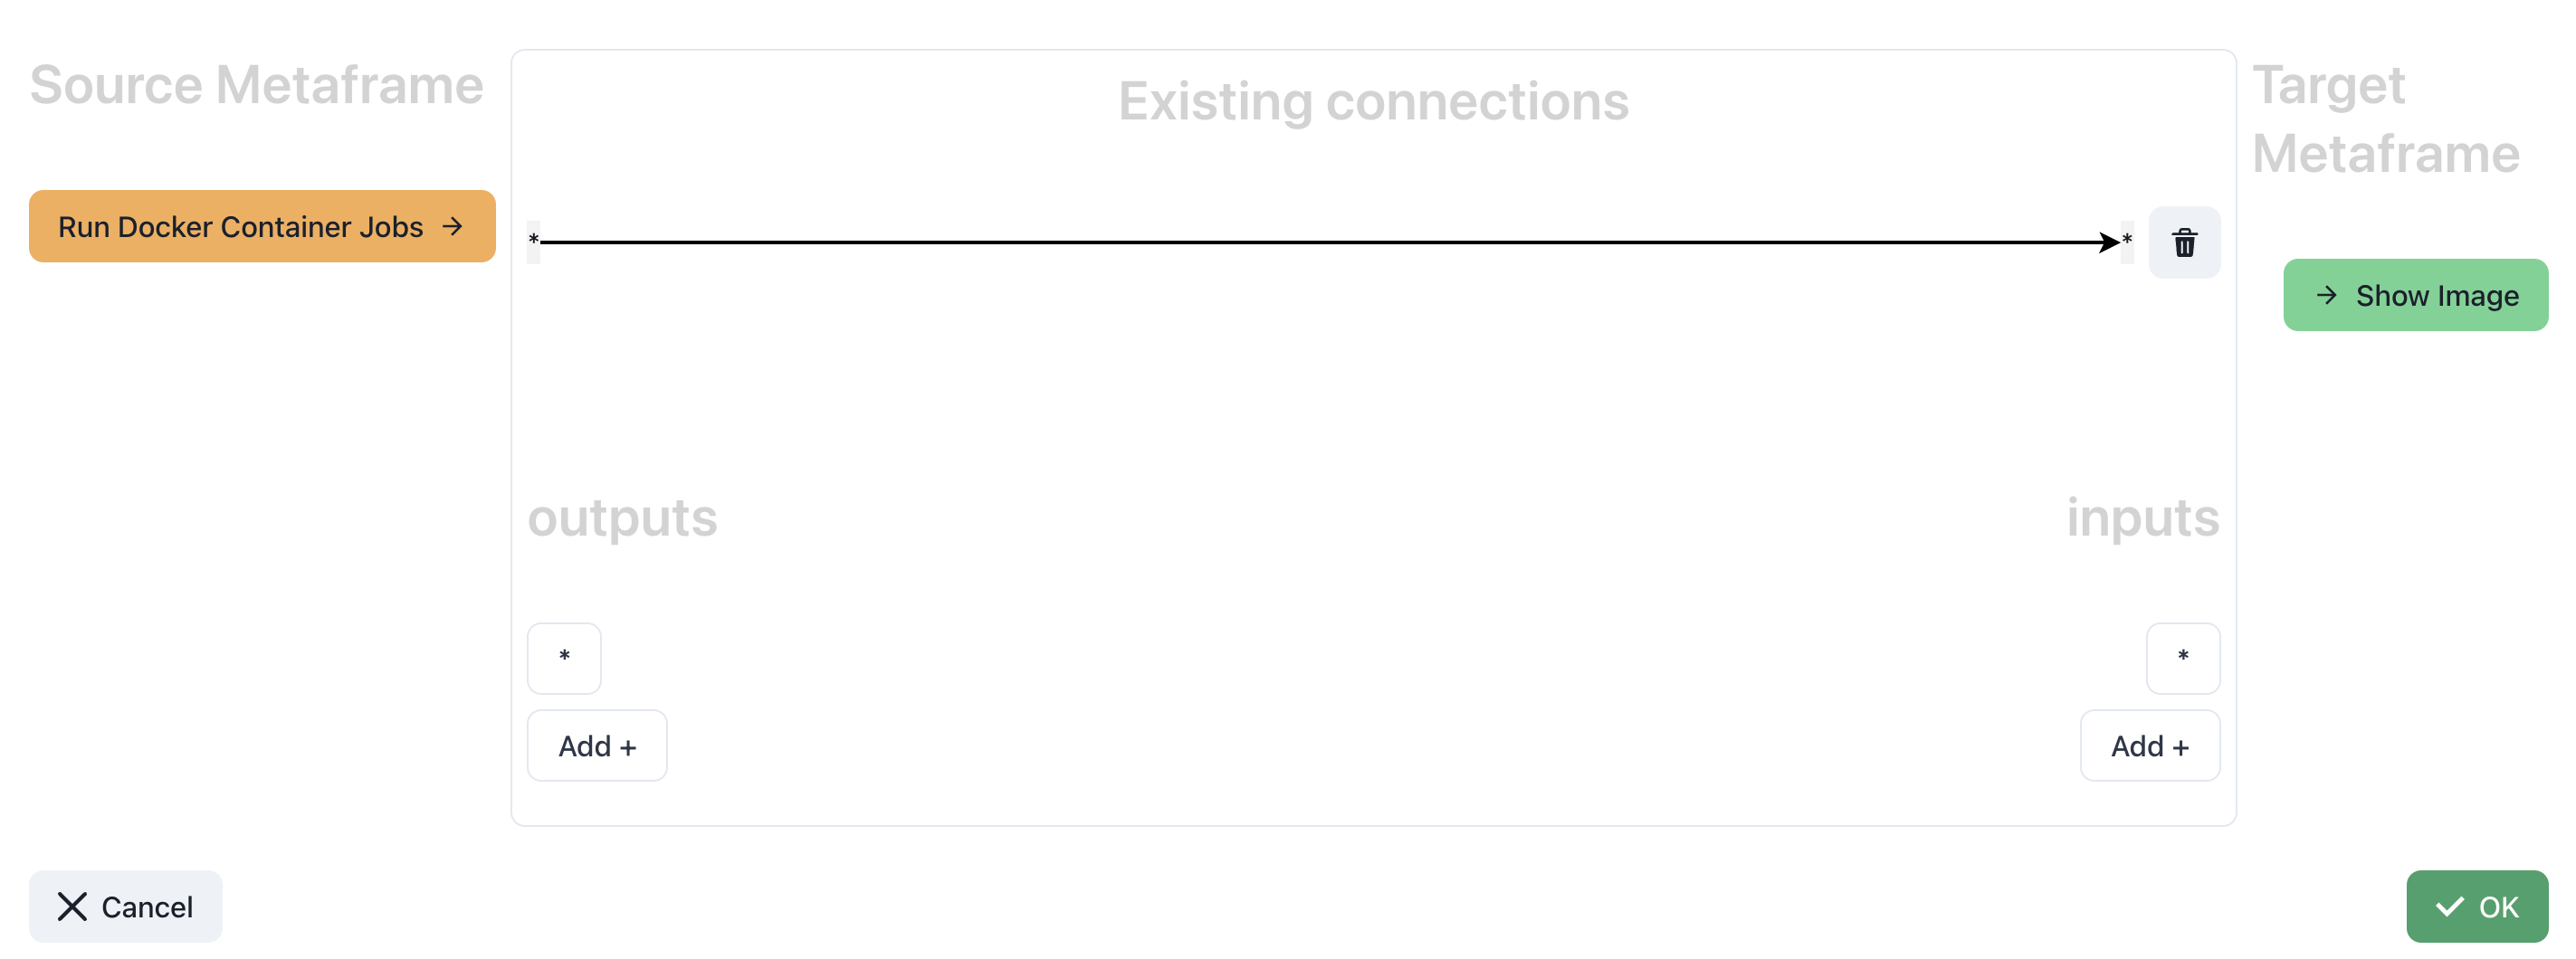 Source Metaframe
Run Docker Container Jobs →
Existing connections
*
*
outputs
inputs
*
*
Add +
Add +
Target
Metaframe
→ Show Image
Cancel
OK